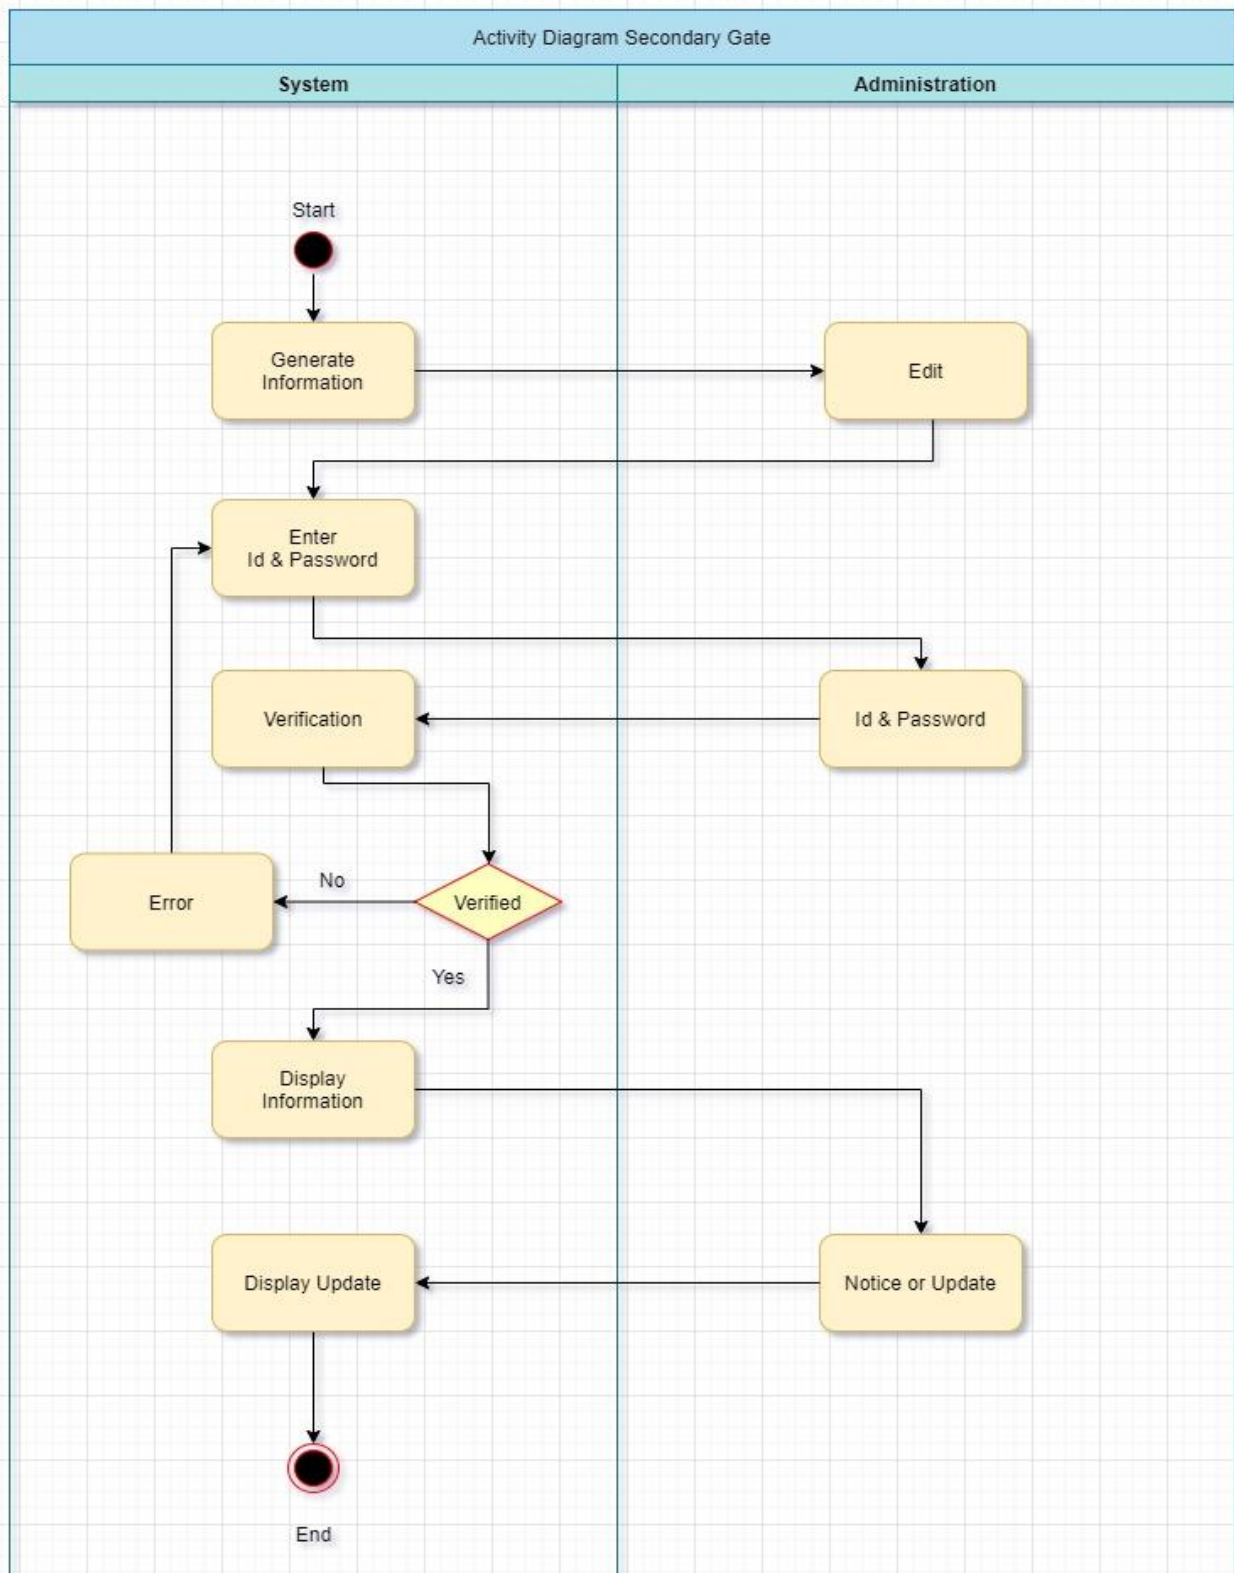 Activity Diagram Secondary Gate
System
Administration
Start
Generate
Information
Edit
Enter
Id & Password
Verification
Id & Password
Error
No
Verified
Yes
Display
Information
Display Update
Notice or Update
End